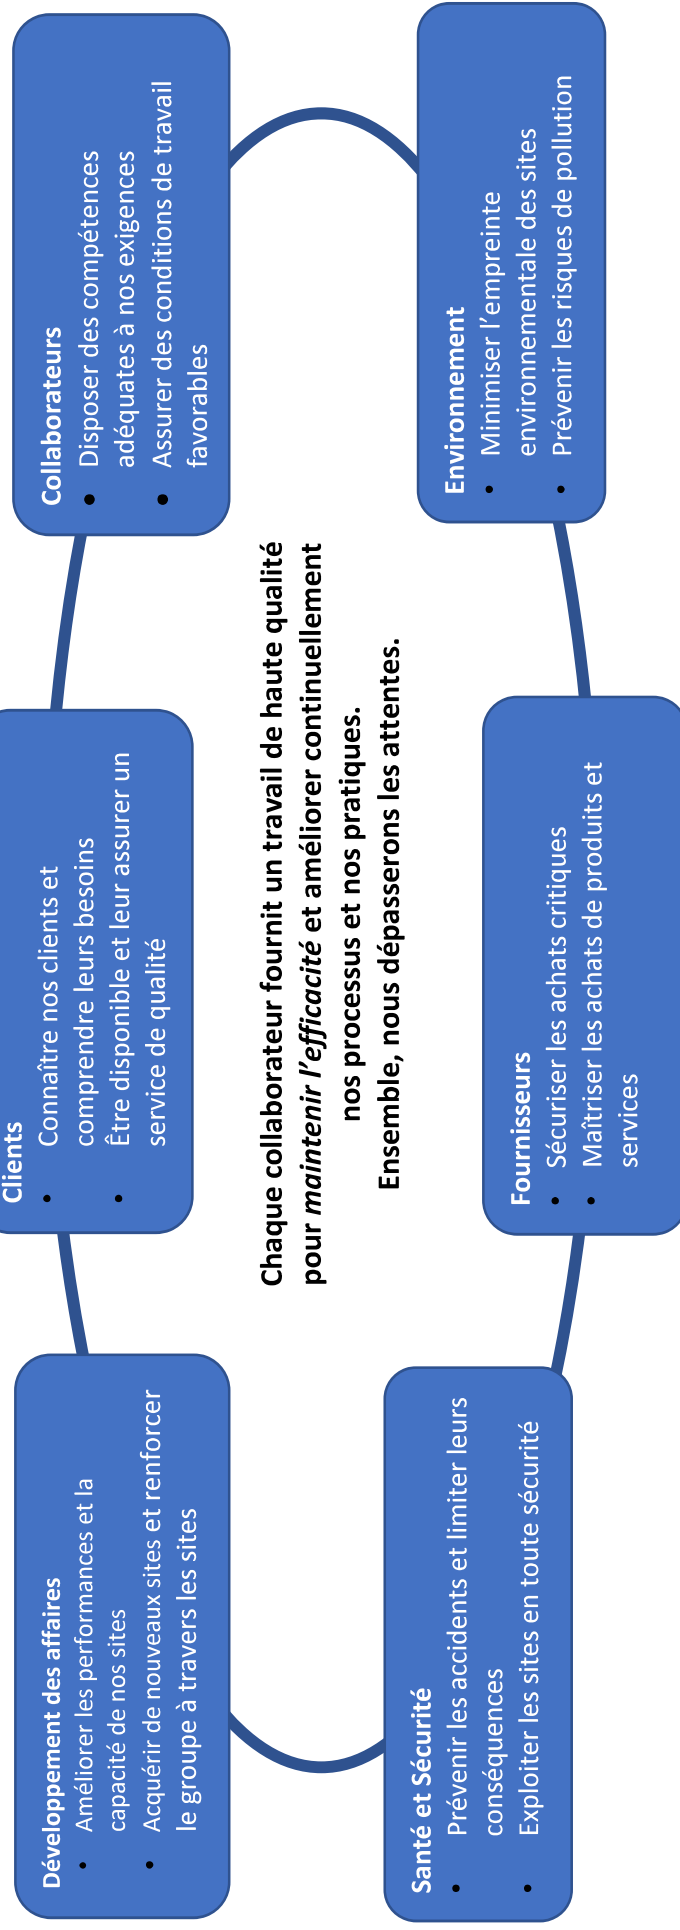 Développement des affaires
• Améliorer les performances et la
capacité de nos sites
• Acquérir de nouveaux sites et renforcer
le groupe à travers les sites
Clients
• Connaître nos clients et
comprendre leurs besoins
• Être disponible et leur assurer un
service de qualité
Collaborateurs
• Disposer des compétences
adéquates à nos exigences
• Assurer des conditions de travail
favorables
Chaque collaborateur fournit un travail de haute qualité
pour maintenir l’efficacité et améliorer continuellement
nos processus et nos pratiques.
Ensemble, nous dépasserons les attentes.
Santé et Sécurité
• Prévenir les accidents et limiter leurs
conséquences
• Exploiter les sites en toute sécurité
Fournisseurs
• Sécuriser les achats critiques
• Maîtriser les achats de produits et
services
Environnement
• Minimiser l’empreinte
environnementale des sites
• Prévenir les risques de pollution